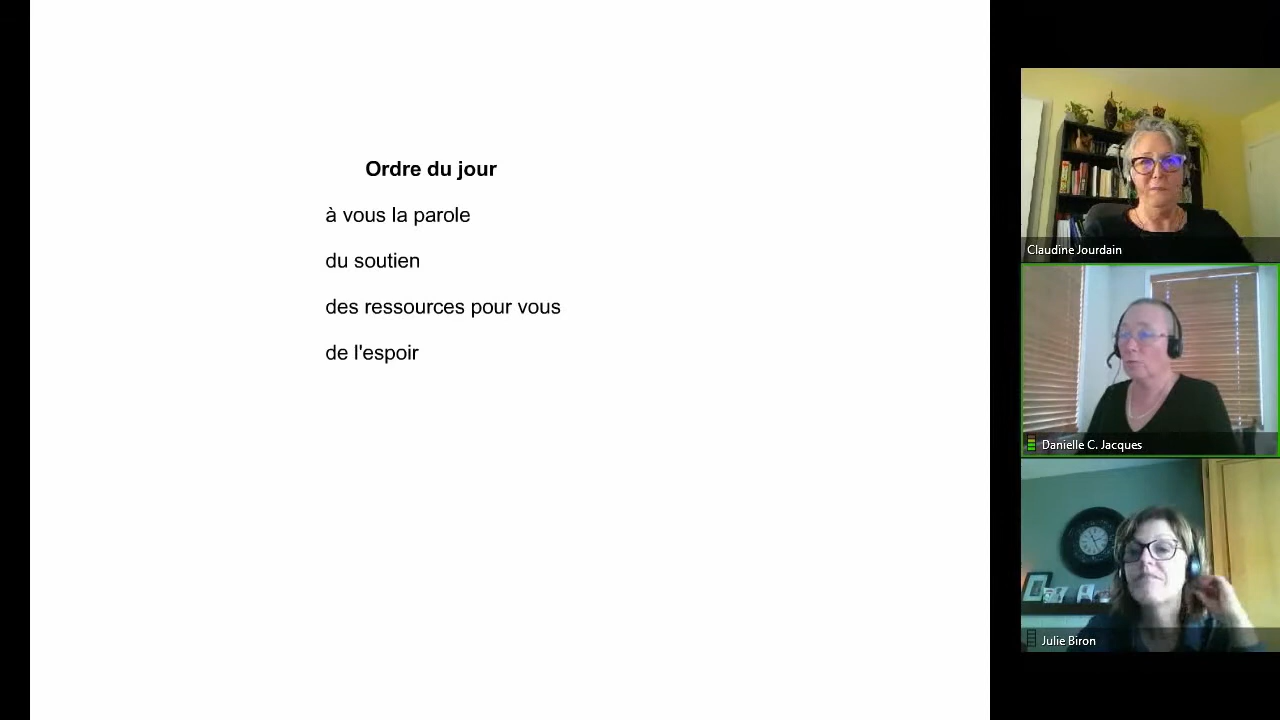 Ordre du jour
à vous la parole
du soutien
des ressources pour vous
de l'espoir
Claudine Jourdain
Danielle C. Jacques
Julie Biron